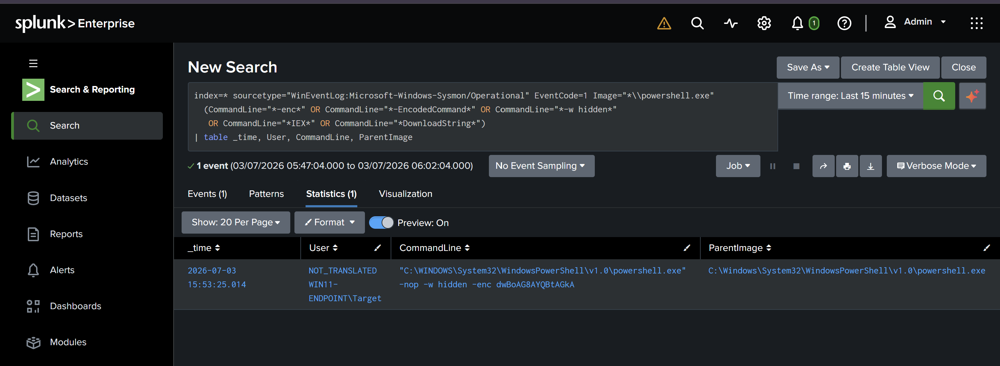 splunk> Enterprise
1
Admin
Search & Reporting
Search
Analytics
Datasets
Reports
Alerts
Dashboards
Modules
New Search
Save As
Create Table View
Close
index=* sourcetype="WinEventLog:Microsoft-Windows-Sysmon/Operational" EventCode=1 Image="*\\powershell.exe"
(CommandLine="*-enc*" OR CommandLine="*-EncodedCommand*" OR CommandLine="*-w hidden*"
OR CommandLine="*IEX*" OR CommandLine="*DownloadString*")
| table _time, User, CommandLine, ParentImage
Time range: Last 15 minutes
1 event (03/07/2026 05:47:04.000 to 03/07/2026 06:02:04.000)
No Event Sampling
Job
Verbose Mode
Events (1)
Patterns
Statistics (1)
Visualization
Show: 20 Per Page
Format
Preview: On
_time
User
CommandLine
ParentImage
2026-07-03
15:53:25.014
NOT_TRANSLATED
WIN11-
ENDPOINT\Target
"C:\WINDOWS\System32\WindowsPowerShell\v1.0\powershell.exe"
-nop -w hidden -enc dwBoAG8AYQBtAGkA
C:\Windows\System32\WindowsPowerShell\v1.0\powershell.exe